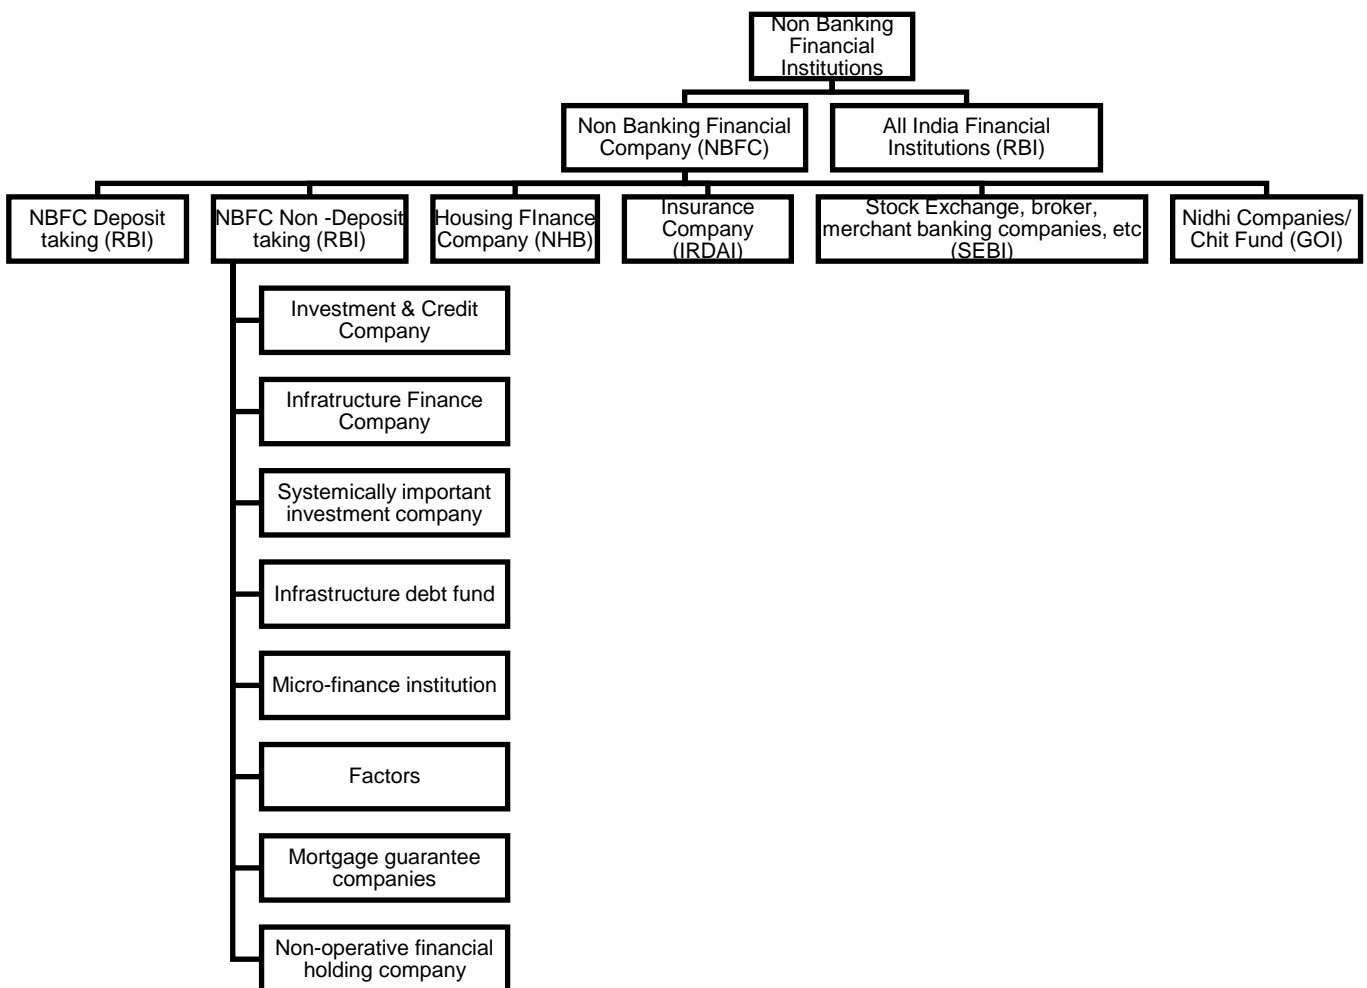 Non Banking
Financial
Institutions
Non Banking Financial
Company (NBFC)
All India Financial
Institutions (RBI)
NBFC Deposit
taking (RBI)
NBFC Non -Deposit
taking (RBI)
Housing FInance
Company (NHB)
Insurance
Company
(IRDAI)
Stock Exchange, broker,
merchant banking companies, etc
(SEBI)
Nidhi Companies/
Chit Fund (GOI)
Investment & Credit
Company
Infratructure Finance
Company
Systemically important
investment company
Infrastructure debt fund
Micro-finance institution
Factors
Mortgage guarantee
companies
Non-operative financial
holding company